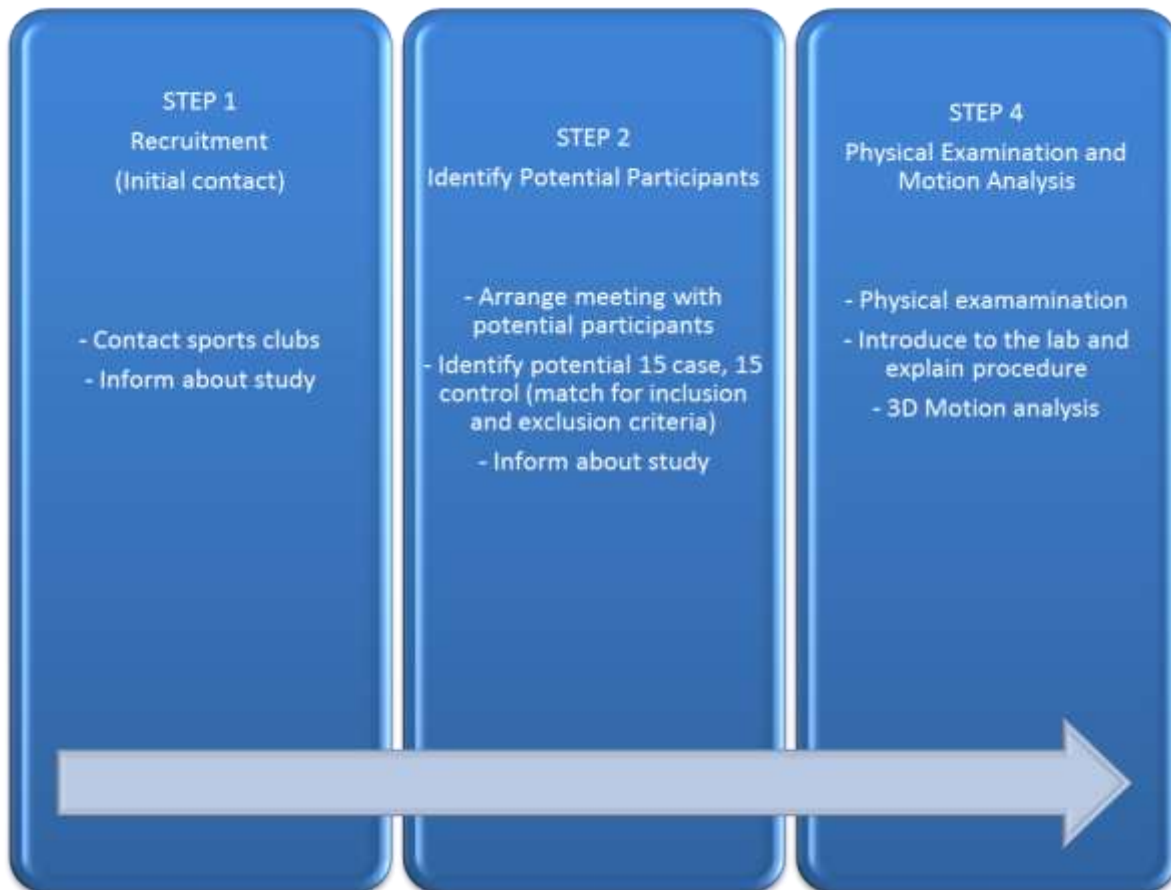 STEP 1
Recruitment
(Initial contact)
- Contact sports clubs
- Inform about study
STEP 2
Identify Potential Participants
- Arrange meeting with
potential participants
- Identify potential 15 case, 15
control (match for inclusion
and exclusion criteria)
- Inform about study
STEP 4
Physical Examination and
Motion Analysis
- Physical examamination
- Introduce to the lab and
explain procedure
- 3D Motion analysis